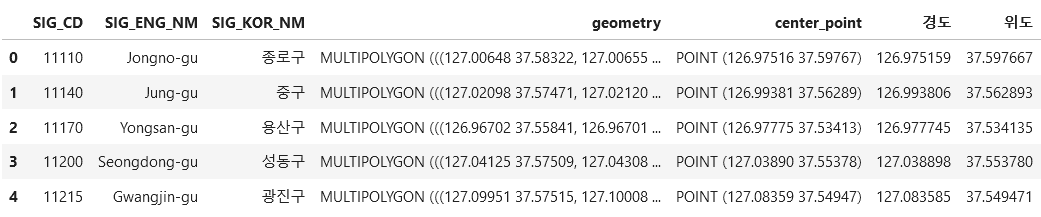 SIG_CD SIG_ENG_NM SIG_KOR_NM geometry center_point 경도 위도
0 11110 Jongno-gu 종로구 MULTIPOLYGON (((127.00648 37.58322, 127.00655 ... POINT (126.97516 37.59767) 126.975159 37.597667
1 11140 Jung-gu 중구 MULTIPOLYGON (((127.02098 37.57471, 127.02120 ... POINT (126.99381 37.56289) 126.993806 37.562893
2 11170 Yongsan-gu 용산구 MULTIPOLYGON (((126.96702 37.55841, 126.96701 ... POINT (126.97775 37.53413) 126.977745 37.534135
3 11200 Seongdong-gu 성동구 MULTIPOLYGON (((127.04125 37.57509, 127.04308 ... POINT (127.03890 37.55378) 127.038898 37.553780
4 11215 Gwangjin-gu 광진구 MULTIPOLYGON (((127.09951 37.57515, 127.10008 ... POINT (127.08359 37.54947) 127.083585 37.549471